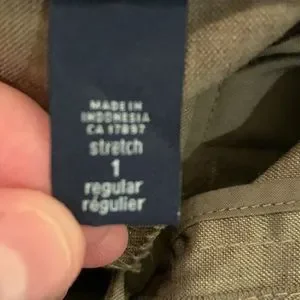 MADE IN
INDONESIA
CA 17897
stretch
1
regular
régulier